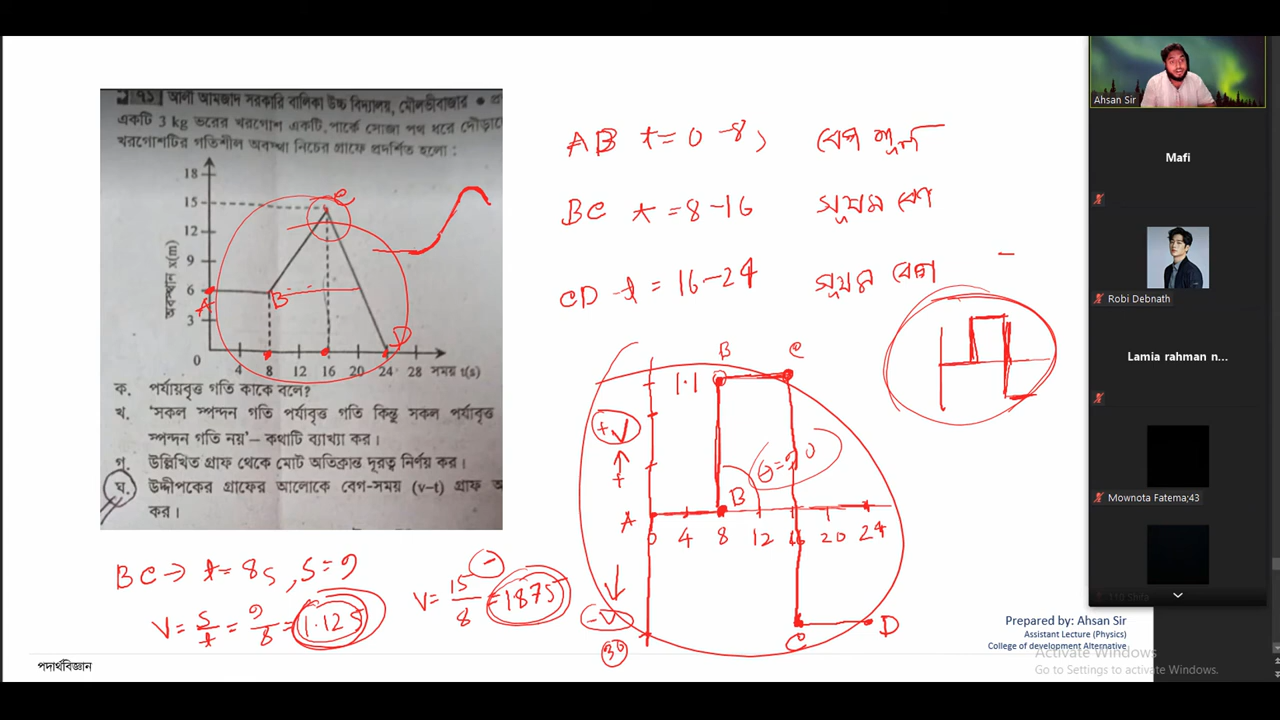 ৭১ আলী আমজাদ সরকারি বালিকা উচ্চ বিদ্যালয়, মৌলভীবাজার ●
একটি 3 kg ভরের খরগোশ একটি পার্কে সোজা পথ ধরে
খরগোশটির গতিশীল অবস্থা নিচের গ্রাফে প্রদর্শিত হলো :
অবস্থান x(m)
18
15
12
9
6
3
0
4 8 12 16 20 24 28 সময় t(s)
A B C D
ক. পর্যায়বৃত্ত গতি কাকে বলে?
খ. 'সকল স্পন্দন গতি পর্যাবৃত্ত গতি কিন্তু সকল পর্যাবৃত্ত
স্পন্দন গতি নয়'– কথাটি ব্যাখ্যা কর।
গ. উল্লিখিত গ্রাফ থেকে মোট অতিক্রান্ত দূরত্ব নির্ণয় কর।
ঘ. উদ্দীপকের গ্রাফের আলোকে বেগ-সময় (v-t) গ্রাফ
কর।
BC ⇒ t = 8s, S = 9
V = S/t = 9/8 = 1.125
V = 15/8 = 1875
AB t = 0-8,
BC t = 8-16 সুষম বেগ
CD t = 16-24 সুষম বেগ
B C
1.1
+V
+
θ=90
A B
0 4 8 12 16 20 24
-V
C D
Prepared by: Ahsan Sir
Assistant Lecture (Physics)
College of development Alternative
Activate Windows
Go to Settings to activate Windows.
পদার্থবিজ্ঞান
Ahsan Sir
Mafi
Robi Debnath
Lamia rahman n...
Mownota Fatema;43